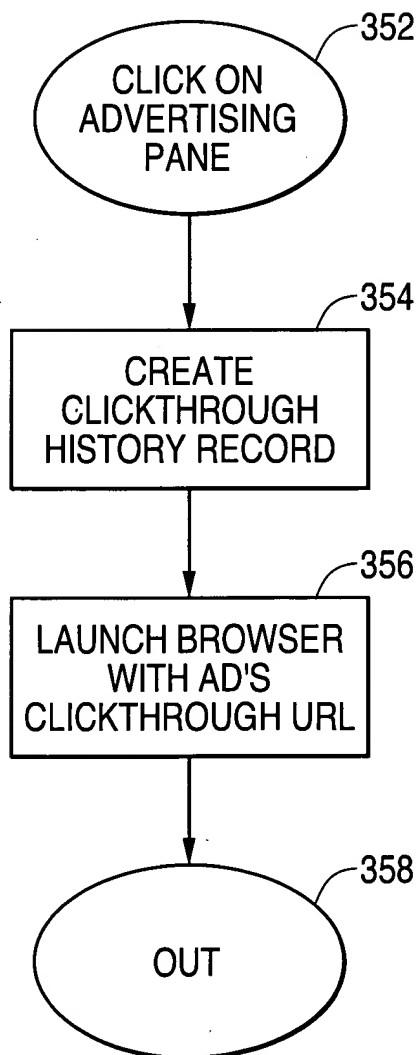 352
CLICK ON
ADVERTISING
PANE
354
CREATE
CLICKTHROUGH
HISTORY RECORD
356
LAUNCH BROWSER
WITH AD'S
CLICKTHROUGH URL
358
OUT